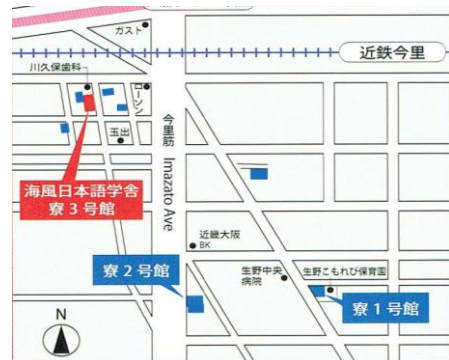 ガスト
近鉄今里
川久保歯科
ローソン
玉出
今里筋
Imazato Ave
海風日本語学舎
寮3号館
近畿大阪
BK
寮2号館
生野中央
病院
生野こもれび保育園
寮1号館
N